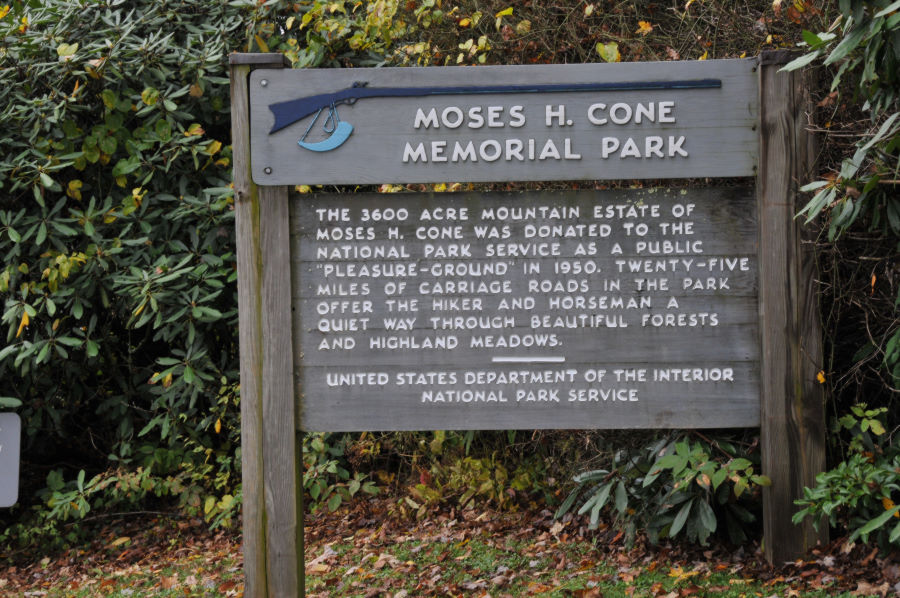 MOSES H. CONE
MEMORIAL PARK
THE 3600 ACRE MOUNTAIN ESTATE OF
MOSES H. CONE WAS DONATED TO THE
NATIONAL PARK SERVICE AS A PUBLIC
"PLEASURE-GROUND" IN 1950. TWENTY-FIVE
MILES OF CARRIAGE ROADS IN THE PARK
OFFER THE HIKER AND HORSEMAN A
QUIET WAY THROUGH BEAUTIFUL FORESTS
AND HIGHLAND MEADOWS.
UNITED STATES DEPARTMENT OF THE INTERIOR
NATIONAL PARK SERVICE